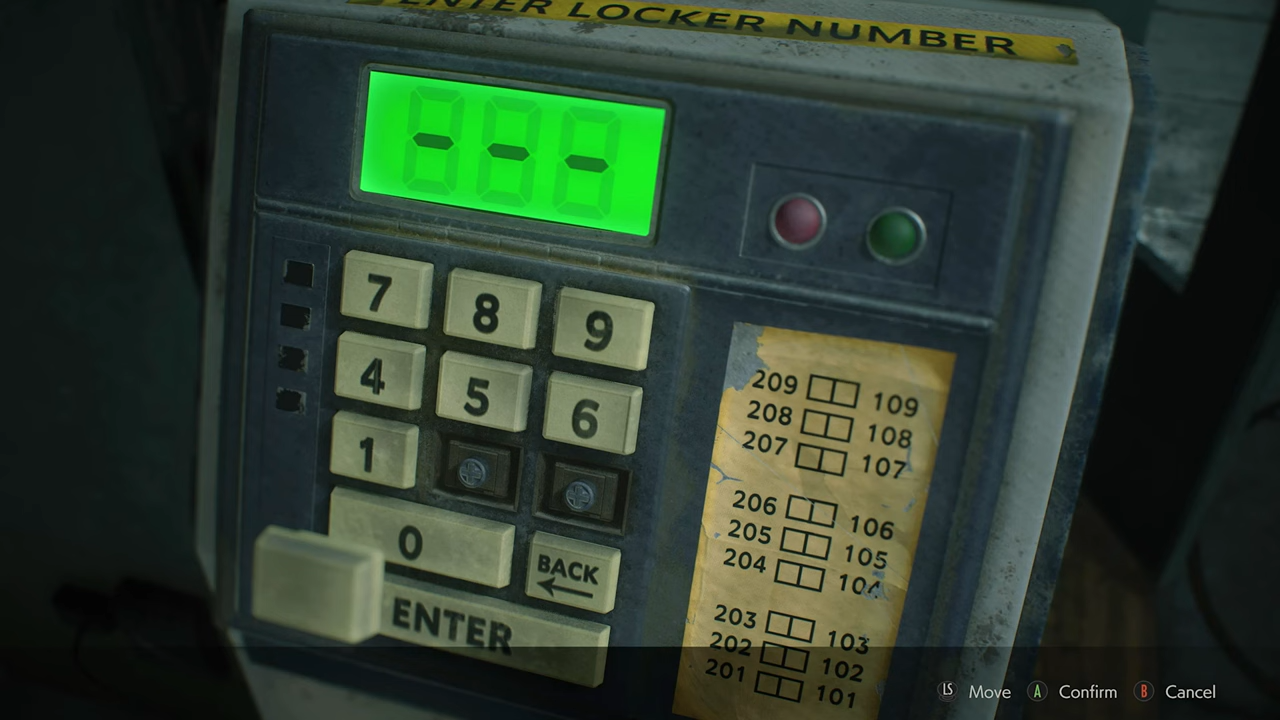 ENTER LOCKER NUMBER
- - -
7 8 9
4 5 6
1
0 BACK
ENTER
209 109
208 108
207 107
206 106
205 105
204 104
203 103
202 102
201 101
LS Move A Confirm B Cancel